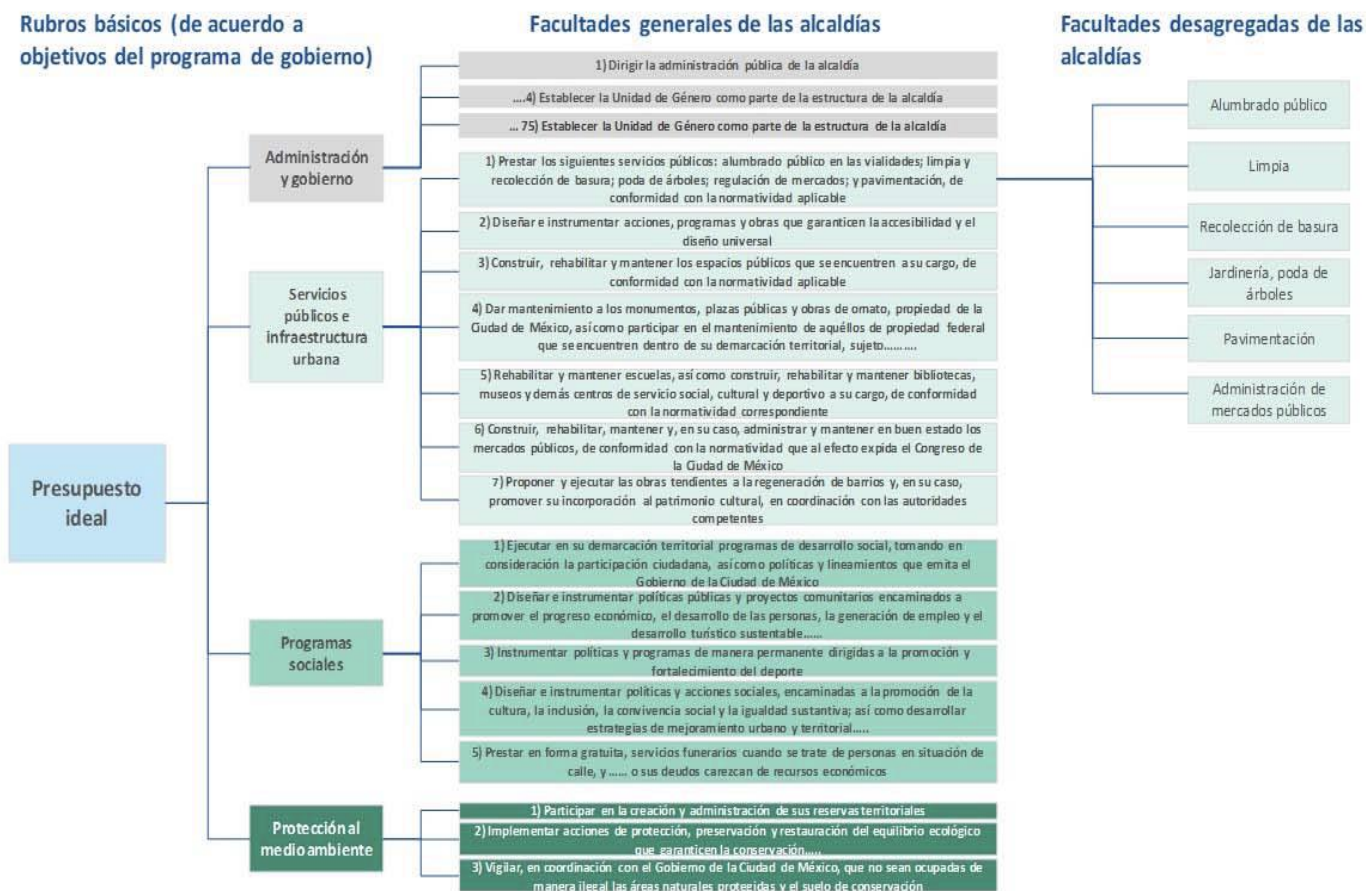 Rubros básicos (de acuerdo a
objetivos del programa de gobierno)
Facultades generales de las alcaldías
Facultades desagregadas de las
alcaldías
Presupuesto
ideal
Administración
y gobierno
1) Dirigir la administración pública de la alcaldía
....4) Establecer la Unidad de Género como parte de la estructura de la alcaldía
... 75) Establecer la Unidad de Género como parte de la estructura de la alcaldía
Servicios
públicos e
infraestructura
urbana
1) Prestar los siguientes servicios públicos: alumbrado público en las vialidades; limpia y
recolección de basura; poda de árboles; regulación de mercados; y pavimentación, de
conformidad con la normatividad aplicable
2) Diseñar e instrumentar acciones, programas y obras que garanticen la accesibilidad y el
diseño universal
3) Construir, rehabilitar y mantener los espacios públicos que se encuentren a su cargo, de
conformidad con la normatividad aplicable
4) Dar mantenimiento a los monumentos, plazas públicas y obras de ornato, propiedad de la
Ciudad de México, así como participar en el mantenimiento de aquéllos de propiedad federal
que se encuentren dentro de su demarcación territorial, sujeto..........
5) Rehabilitar y mantener escuelas, así como construir, rehabilitar y mantener bibliotecas,
museos y demás centros de servicio social, cultural y deportivo a su cargo, de conformidad
con la normatividad correspondiente
6) Construir, rehabilitar, mantener y, en su caso, administrar y mantener en buen estado los
mercados públicos, de conformidad con la normatividad que al efecto expida el Congreso de
la Ciudad de México
7) Proponer y ejecutar las obras tendientes a la regeneración de barrios y, en su caso,
promover su incorporación al patrimonio cultural, en coordinación con las autoridades
competentes
Alumbrado público
Limpia
Recolección de basura
Jardinería, poda de
árboles
Pavimentación
Administración de
mercados públicos
Programas
sociales
1) Ejecutar en su demarcación territorial programas de desarrollo social, tomando en
consideración la participación ciudadana, así como políticas y lineamientos que emita el
Gobierno de la Ciudad de México
2) Diseñar e instrumentar políticas públicas y proyectos comunitarios encaminados a
promover el progreso económico, el desarrollo de las personas, la generación de empleo y el
desarrollo turístico sustentable......
3) Instrumentar políticas y programas de manera permanente dirigidas a la promoción y
fortalecimiento del deporte
4) Diseñar e instrumentar políticas y acciones sociales, encaminadas a la promoción de la
cultura, la inclusión, la convivencia social y la igualdad sustantiva; así como desarrollar
estrategias de mejoramiento urbano y territorial.....
5) Prestar en forma gratuita, servicios funerarios cuando se trate de personas en situación de
calle, y ...... o sus deudos carezcan de recursos económicos
Protección al
medio ambiente
1) Participar en la creación y administración de sus reservas territoriales
2) Implementar acciones de protección, preservación y restauración del equilibrio ecológico
que garanticen la conservación.....
3) Vigilar, en coordinación con el Gobierno de la Ciudad de México, que no sean ocupadas de
manera ilegal las áreas naturales protegidas y el suelo de conservación